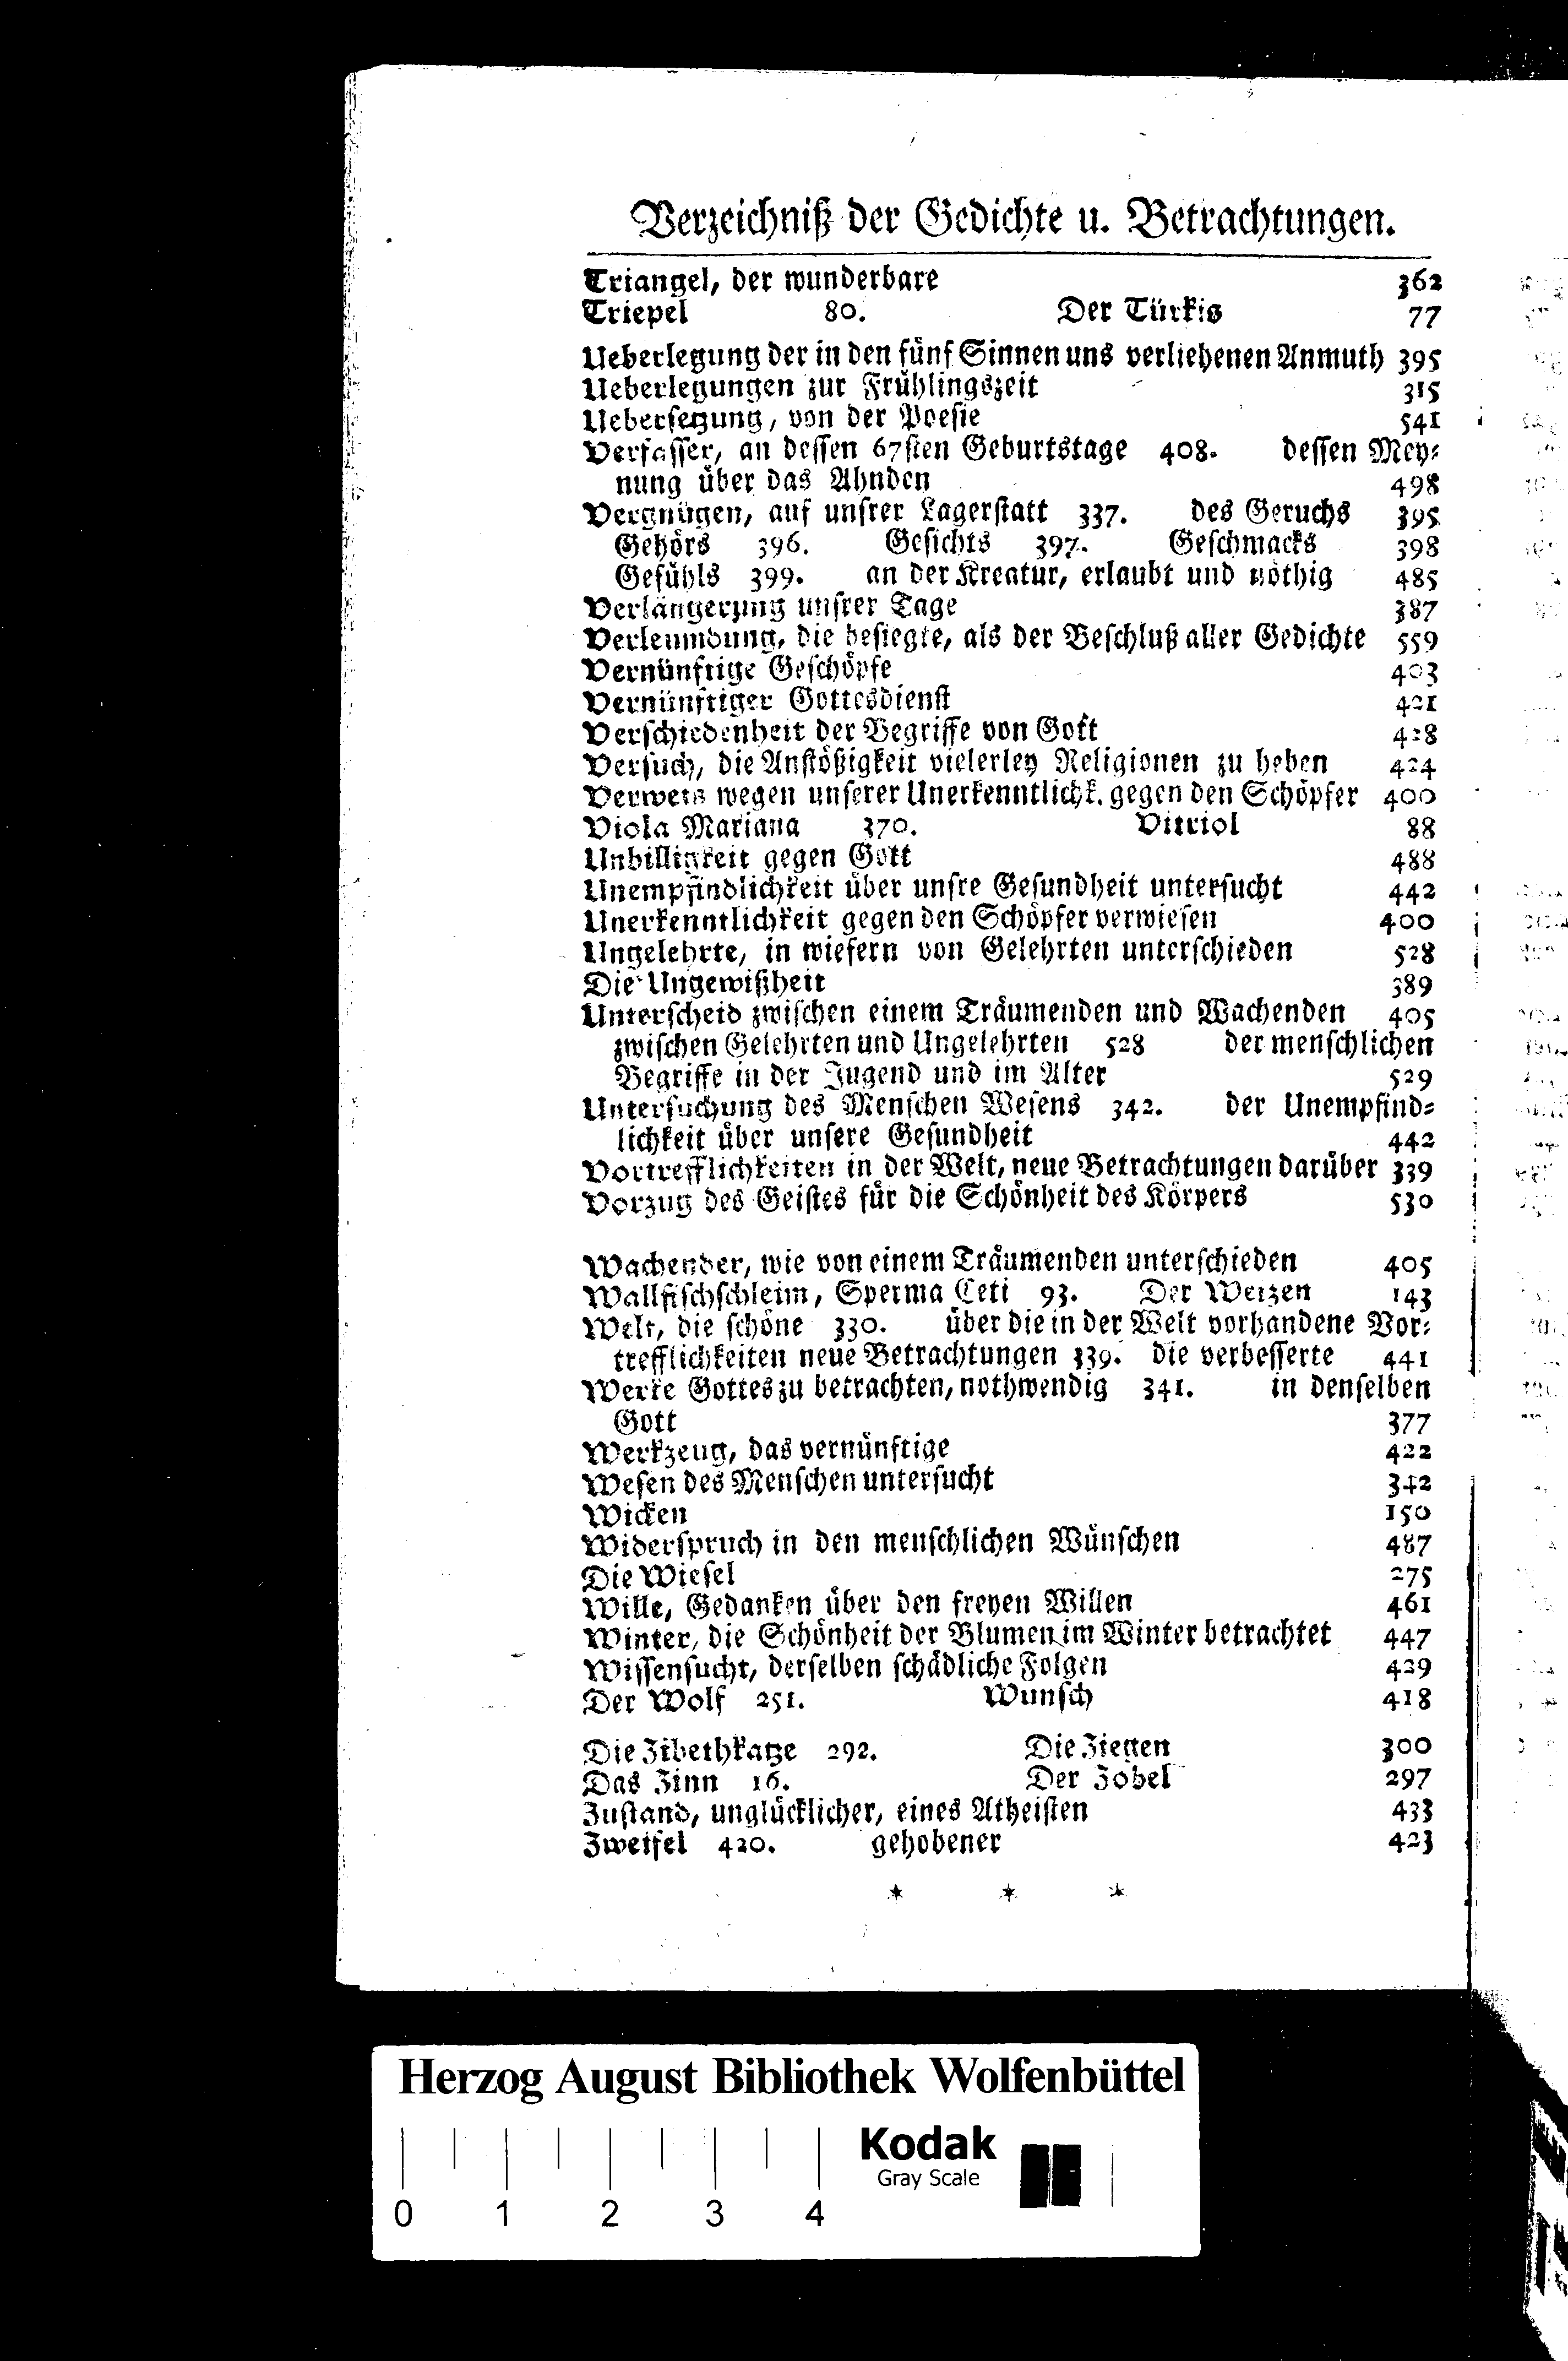 Verzeichniß der Gedichte u. Betrachtungen.
Triangel, der wunderbare 362
Triepel 80. Der Türkis 77
Ueberlegung der in den fünf Sinnen uns verliehenen Anmuth 395
Ueberlegungen zur Frühlingszeit 315
Uebersetzung, von der Poesie 541
Verfasser, an dessen 67sten Geburtstage 408. dessen Mey-
nung über das Ahnden 498
Vergnügen, auf unsrer Lagerstatt 337. des Geruchs 395
Gehörs 396. Gesichts 397. Geschmacks 398
Gefühls 399. an der Kreatur, erlaubt und nöthig 485
Verlängerung unsrer Tage 387
Verleumdung, die besiegte, als der Beschluß aller Gedichte 559
Vernünftige Geschöpfe 403
Vernünftiger Gottesdienst 421
Verschiedenheit der Begriffe von Gott 428
Versuch, die Anstößigkeit vielerley Religionen zu heben 424
Verweis wegen unserer Unerkenntlichk. gegen den Schöpfer 400
Viola Mariana 370. Vitriol 88
Unbilligkeit gegen Gott 488
Unempfindlichkeit über unsre Gesundheit untersucht 442
Unerkenntlichkeit gegen den Schöpfer verwiesen 400
Ungelehrte, in wiefern von Gelehrten unterschieden 528
Die Ungewißheit 389
Unterscheid zwischen einem Träumenden und Wachenden 405
zwischen Gelehrten und Ungelehrten 528 der menschlichen
Begriffe in der Jugend und im Alter 529
Untersuchung des Menschen Wesens 342. der Unempfind-
lichkeit über unsere Gesundheit 442
Vortrefflichkeiten in der Welt, neue Betrachtungen darüber 339
Vorzug des Geistes für die Schönheit des Körpers 530
Wachender, wie von einem Träumenden unterschieden 405
Wallfischschleim, Sperma Ceti 93. Der Weizen 143
Welt, die schöne 330. über die in der Welt vorhandene Vor-
trefflichkeiten neue Betrachtungen 339. die verbesserte 441
Werke Gottes zu betrachten, nothwendig 341. in denselben
Gott 377
Werkzeug, das vernünftige 422
Wesen des Menschen untersucht 342
Wicken 150
Widerspruch in den menschlichen Wünschen 487
Die Wiesel 275
Wille, Gedanken über den freyen Willen 461
Winter, die Schönheit der Blumen im Winter betrachtet 447
Wissensucht, derselben schädliche Folgen 429
Der Wolf 251. Wunsch 418
Die Zibethkatze 292. Die Ziegen 300
Das Zinn 16. Der Zobel 297
Zustand, unglücklicher, eines Atheisten 433
Zweifel 420. gehobener 423
* * *
Herzog August Bibliothek Wolfenbüttel
Kodak
Gray Scale
0 1 2 3 4